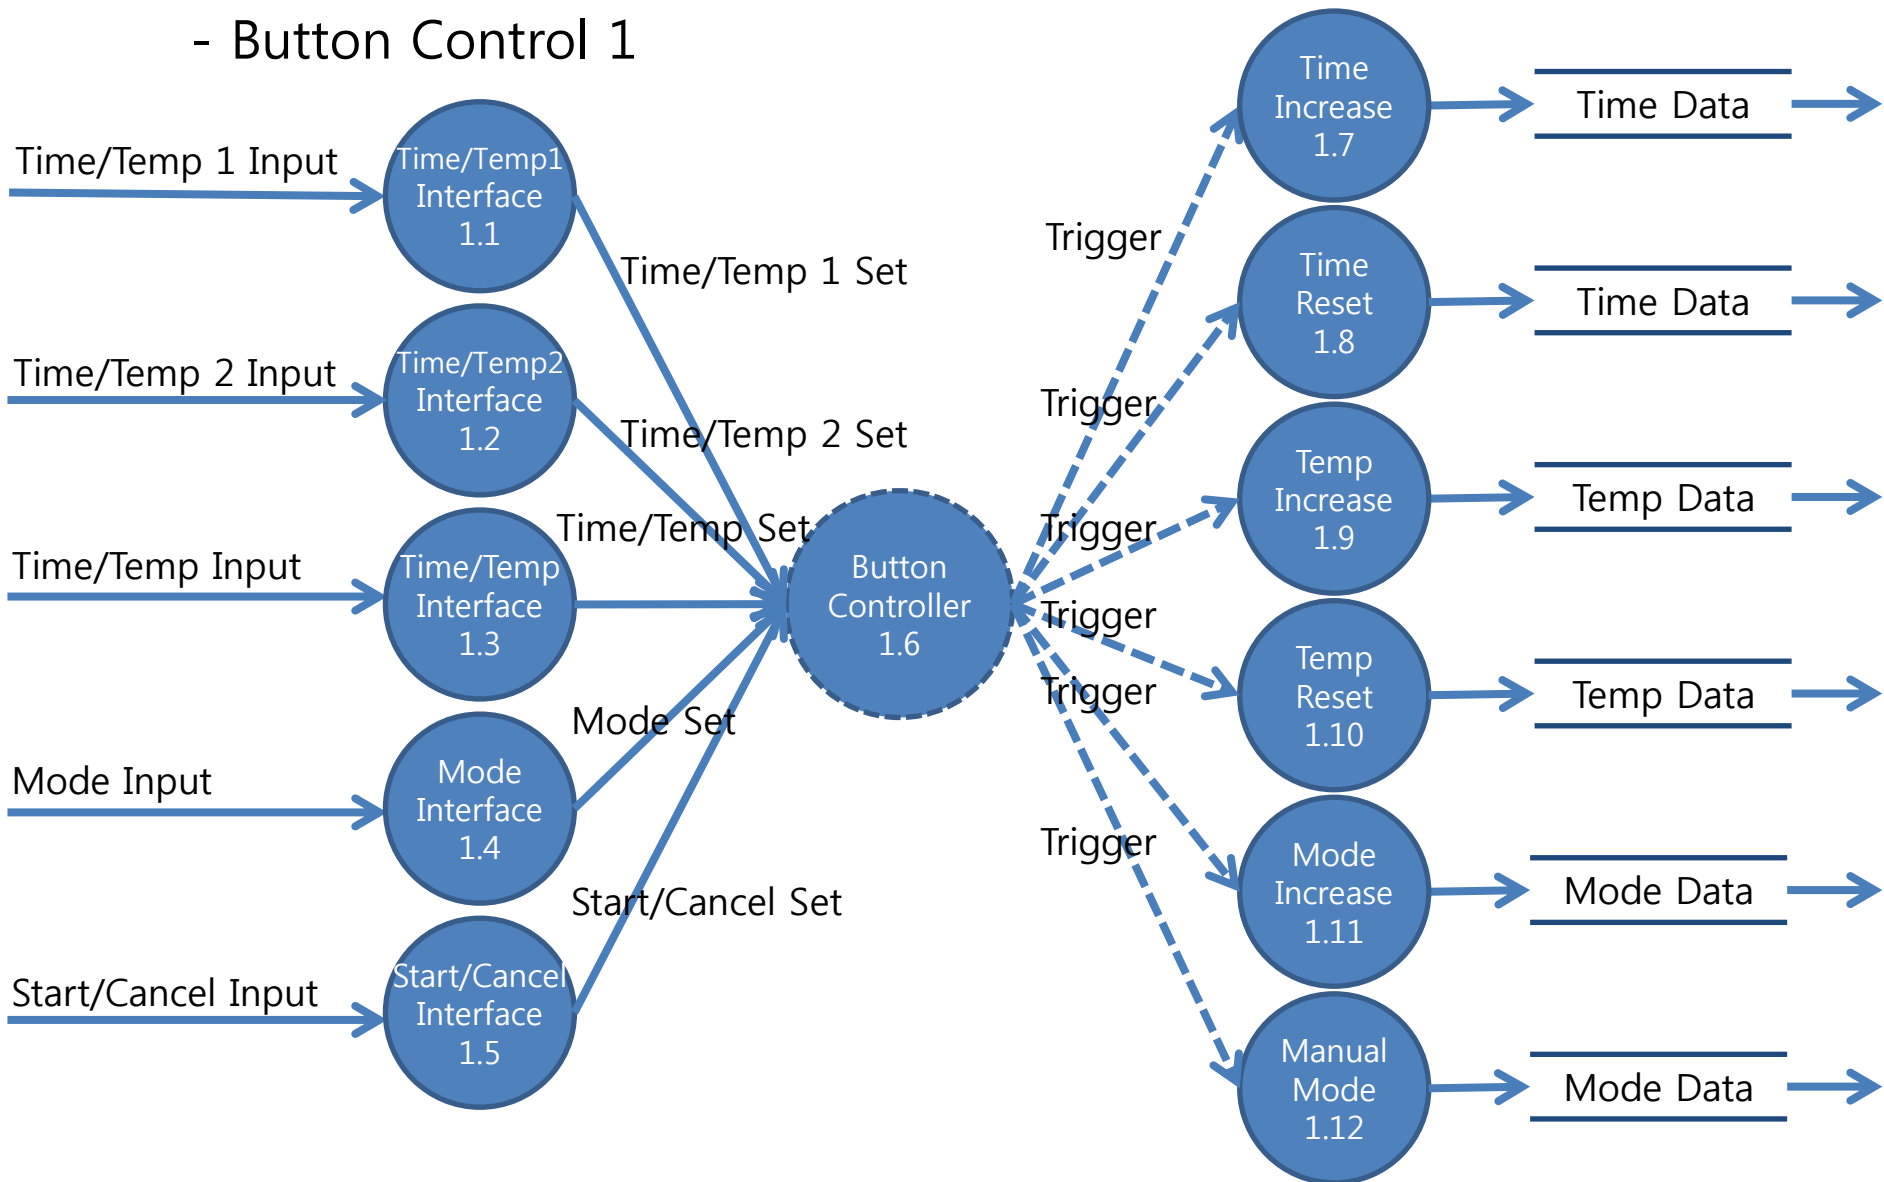 - Button Control 1
Time/Temp 1 Input
Time/Temp1
Interface
1.1
Time/Temp 1 Set
Time/Temp 2 Input
Time/Temp2
Interface
1.2
Time/Temp 2 Set
Time/Temp Input
Time/Temp
Interface
1.3
Time/Temp Set
Mode Input
Mode
Interface
1.4
Mode Set
Start/Cancel Input
Start/Cancel
Interface
1.5
Start/Cancel Set
Button
Controller
1.6
Trigger
Trigger
Trigger
Trigger
Trigger
Trigger
Time
Increase
1.7
Time Data
Time
Reset
1.8
Time Data
Temp
Increase
1.9
Temp Data
Temp
Reset
1.10
Temp Data
Mode
Increase
1.11
Mode Data
Manual
Mode
1.12
Mode Data